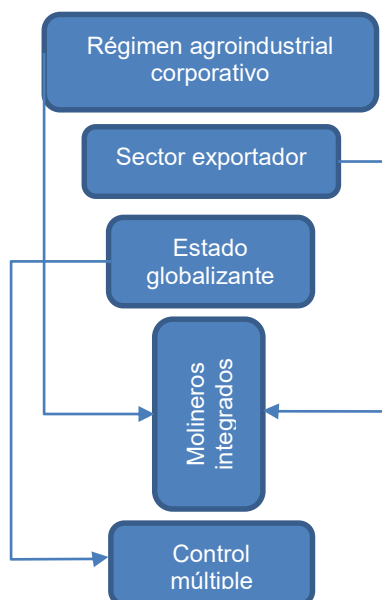 Régimen agroindustrial
corporativo
Sector exportador
Estado
globalizante
Molineros
integrados
Control
múltiple